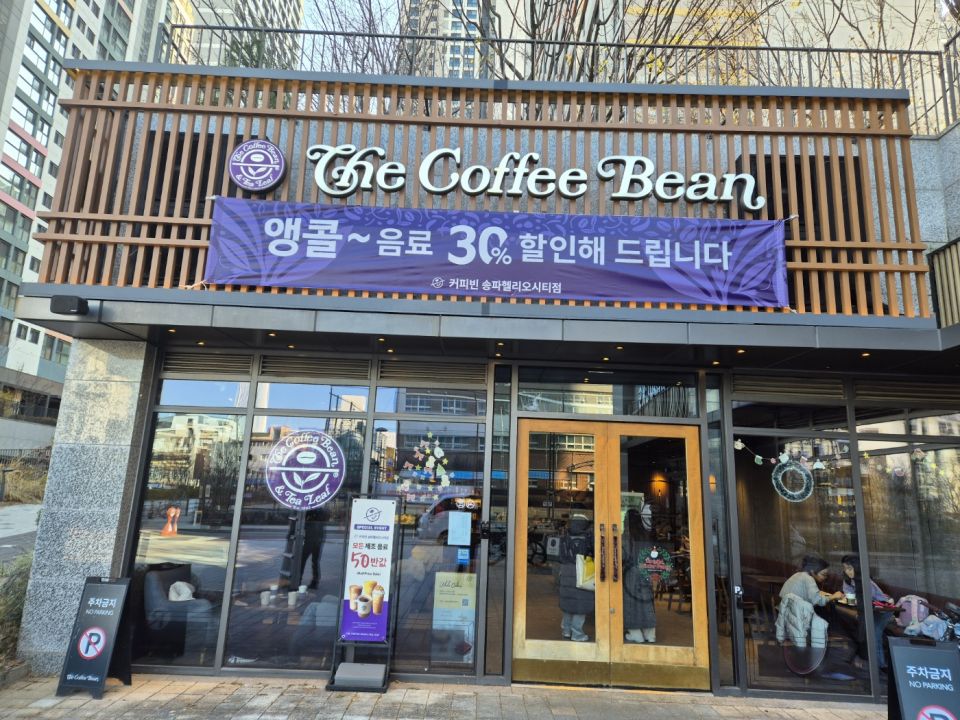 The Coffee Bean
& Tea Leaf
The Coffee Bean
앵콜~ 음료 30% 할인해 드립니다
커피빈 송파헬리오시티점
The Coffee Bean
& Tea Leaf
SPECIAL EVENT
모든 제조 음료
50 반값
주차금지
NO PARKING
P
The Coffee Bean
주차금지
NO PARKING